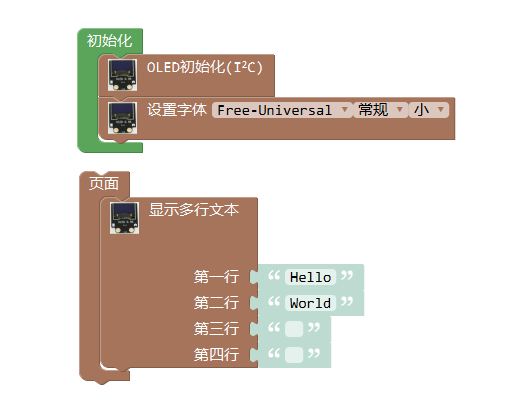 初始化
OLED初始化(I²C)
设置字体 Free-Universal 常规 小
页面
显示多行文本
第一行 “ Hello ”
第二行 “ World ”
第三行 “ ”
第四行 “ ”